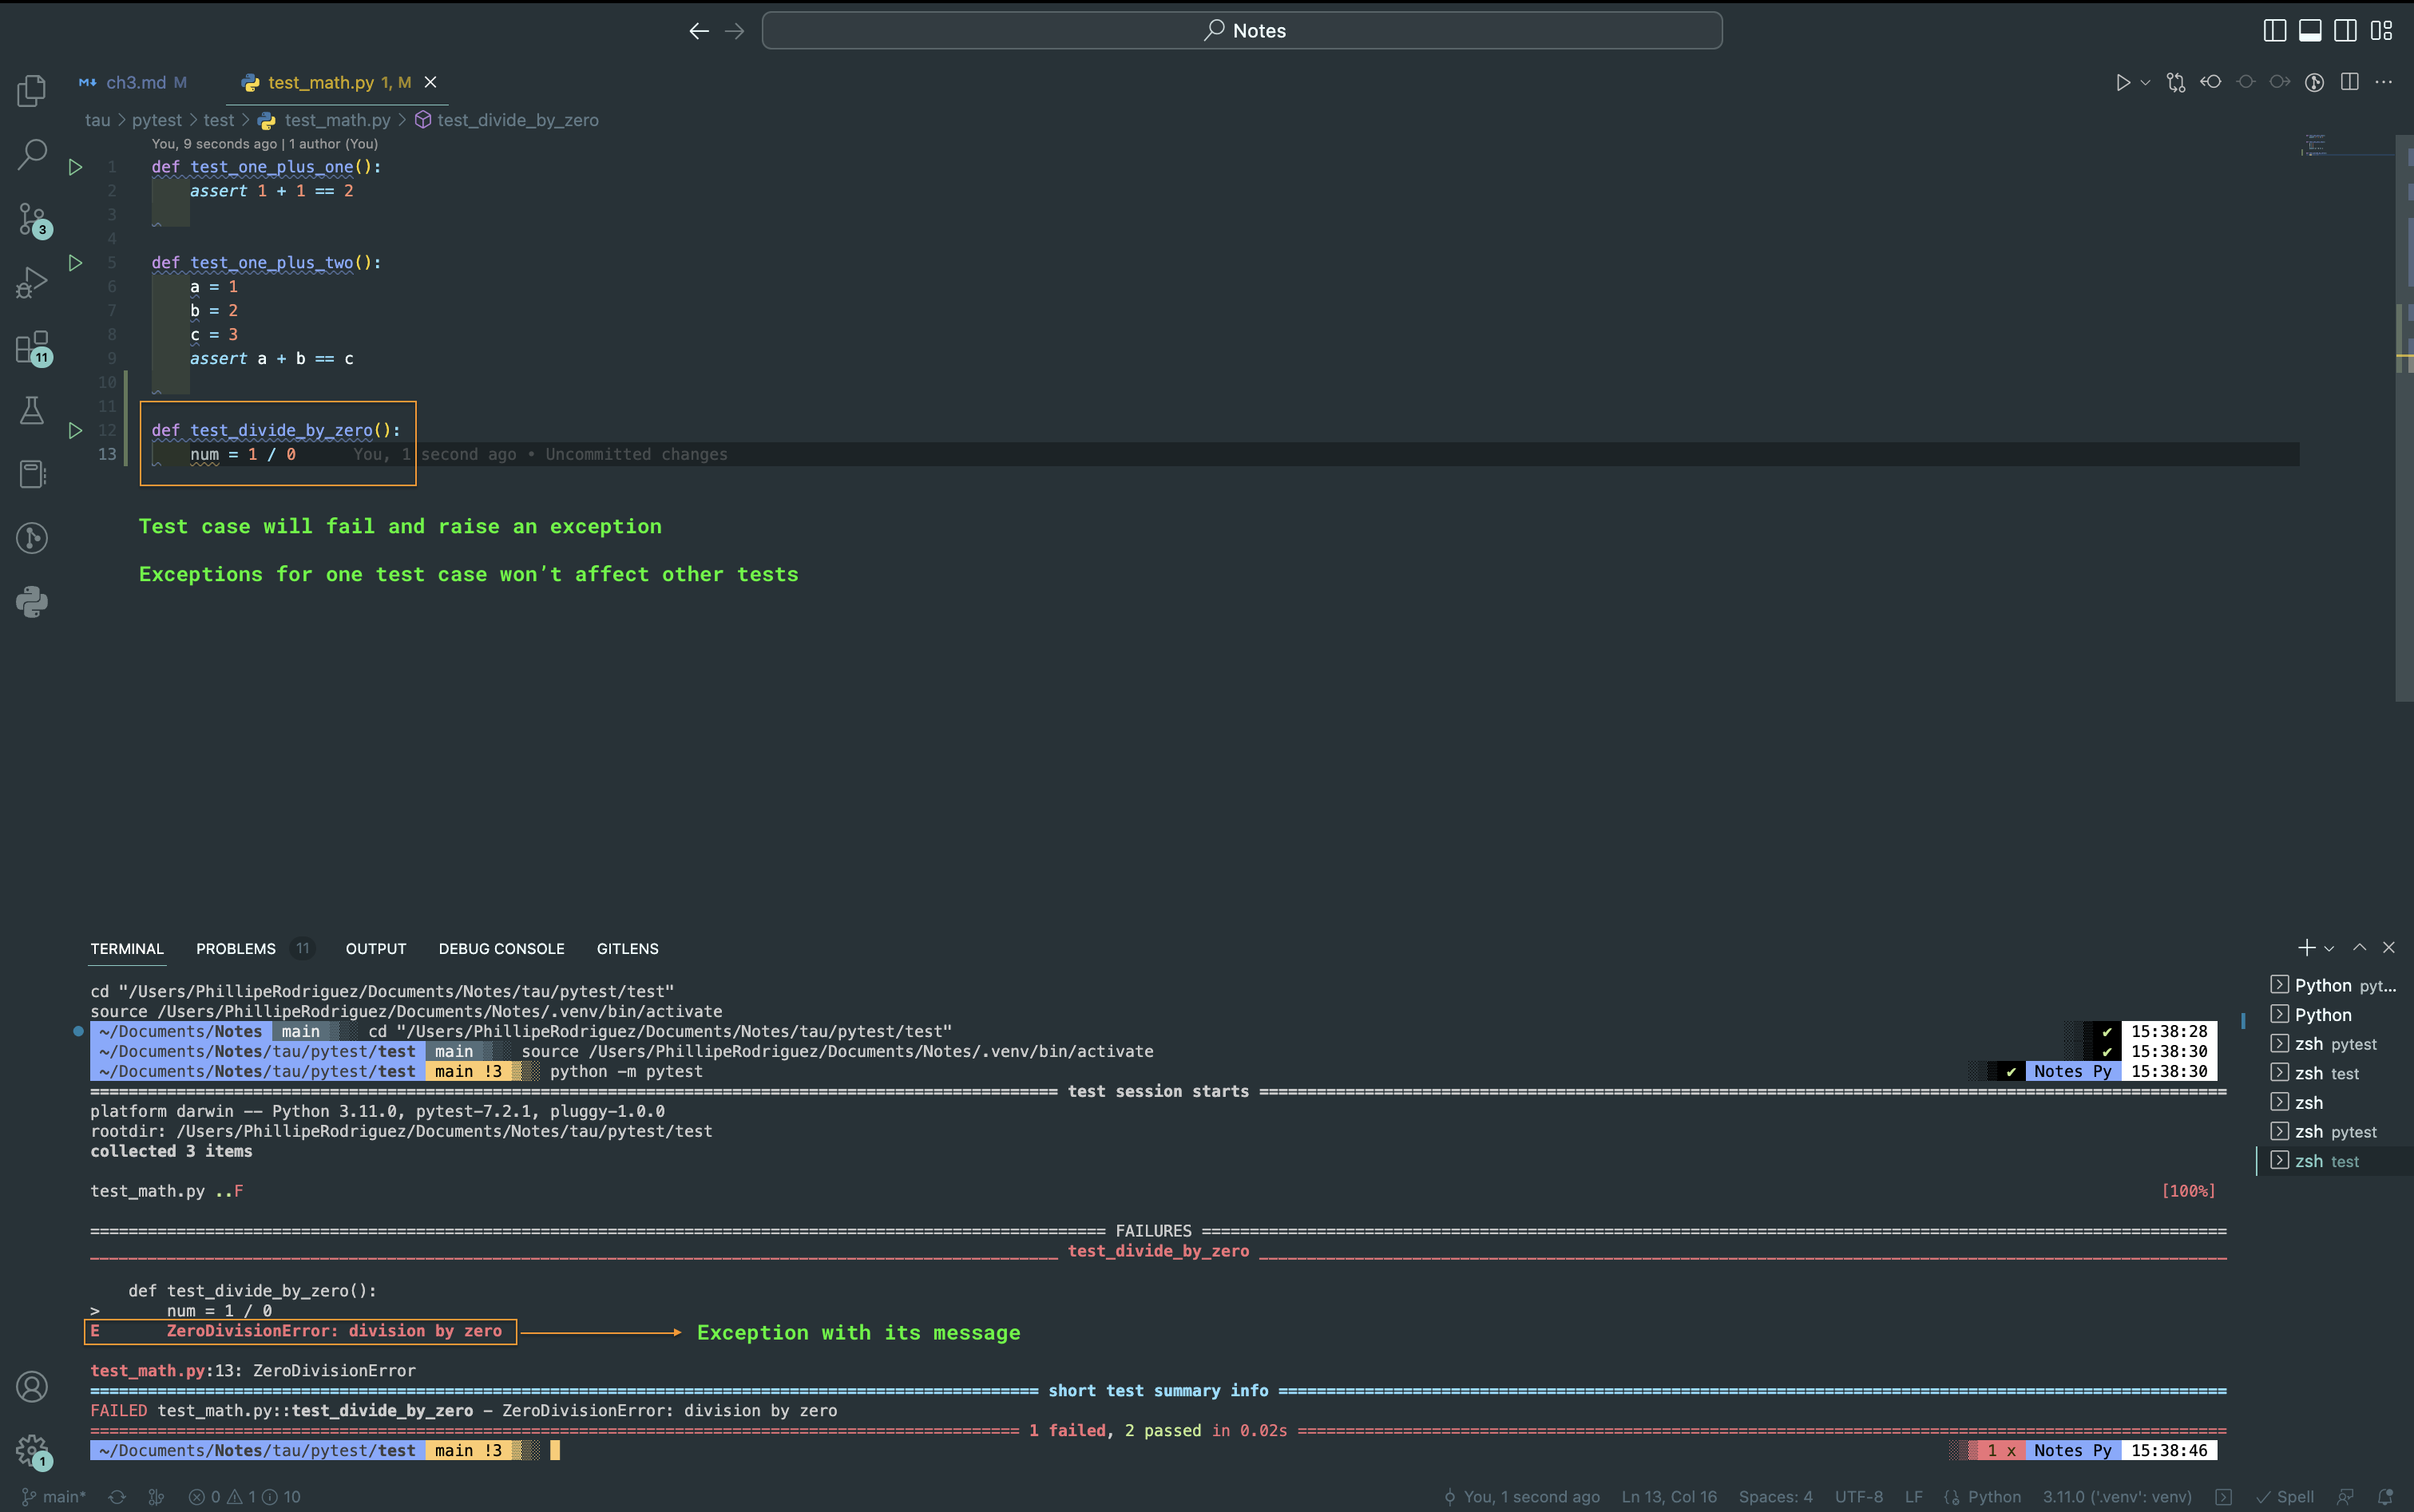 Notes
ch3.md M
test_math.py 1, M
tau > pytest > test > test_math.py > test_divide_by_zero
You, 9 seconds ago | 1 author (You)
1 def test_one_plus_one():
2 assert 1 + 1 == 2
3
4
5 def test_one_plus_two():
6 a = 1
7 b = 2
8 c = 3
9 assert a + b == c
10
11
12 def test_divide_by_zero():
13 num = 1 / 0 You, 1 second ago • Uncommitted changes
Test case will fail and raise an exception
Exceptions for one test case won't affect other tests
3
11
TERMINAL PROBLEMS 11 OUTPUT DEBUG CONSOLE GITLENS
cd "/Users/PhillipeRodriguez/Documents/Notes/tau/pytest/test"
source /Users/PhillipeRodriguez/Documents/Notes/.venv/bin/activate
~/Documents/Notes main cd "/Users/PhillipeRodriguez/Documents/Notes/tau/pytest/test" ✔ 15:38:28
~/Documents/Notes/tau/pytest/test main source /Users/PhillipeRodriguez/Documents/Notes/.venv/bin/activate ✔ 15:38:30
~/Documents/Notes/tau/pytest/test main !3 python -m pytest ✔ Notes Py 15:38:30
test session starts
platform darwin -- Python 3.11.0, pytest-7.2.1, pluggy-1.0.0
rootdir: /Users/PhillipeRodriguez/Documents/Notes/tau/pytest/test
collected 3 items
test_math.py ..F [100%]
FAILURES
test_divide_by_zero
def test_divide_by_zero():
> num = 1 / 0
E ZeroDivisionError: division by zero
Exception with its message
test_math.py:13: ZeroDivisionError
short test summary info
FAILED test_math.py::test_divide_by_zero - ZeroDivisionError: division by zero
1 failed, 2 passed in 0.02s
~/Documents/Notes/tau/pytest/test main !3 1 x Notes Py 15:38:46
Python pyt...
Python
zsh pytest
zsh test
zsh
zsh pytest
zsh test
1
main* 0 1 10 You, 1 second ago Ln 13, Col 16 Spaces: 4 UTF-8 LF Python 3.11.0 ('.venv': venv) Spell